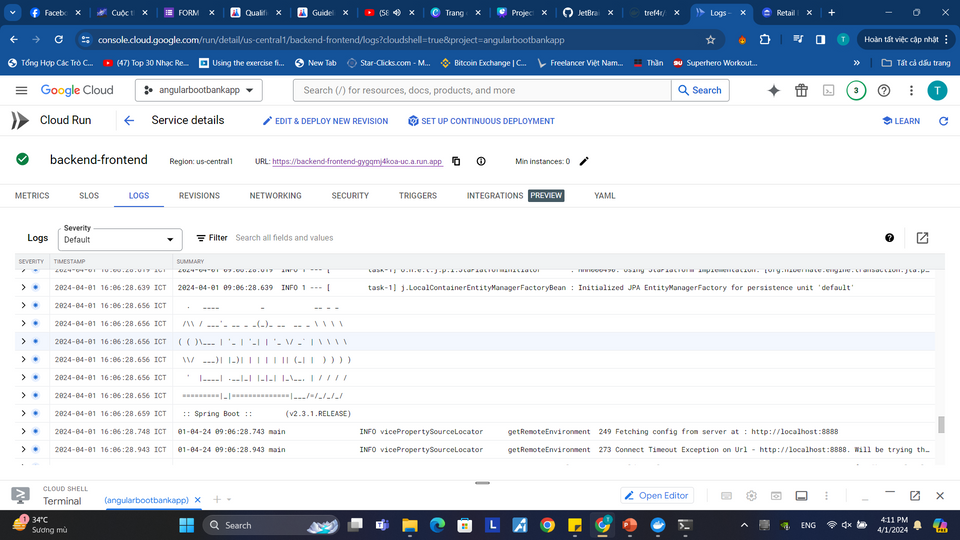 Facebo
Cuộc t
FORM
Qualifi
Guidel
(58
Trang
Project
JetBra
tref4r/
Logs –
Retail
console.cloud.google.com/run/detail/us-central1/backend-frontend/logs?cloudshell=true&project=angularbootbankapp
T
Hoàn tất việc cập nhật
Tổng Hợp Các Trò C...
(47) Top 30 Nhạc Re...
Using the exercise fi...
New Tab
Star-Clicks.com - M...
Bitcoin Exchange | C...
Freelancer Việt Nam...
Thần
Superhero Workout...
»
Tất cả dấu trang
Google Cloud
angularbootbankapp
Search (/) for resources, docs, products, and more
Search
3
T
Cloud Run
Service details
EDIT & DEPLOY NEW REVISION
SET UP CONTINUOUS DEPLOYMENT
LEARN
backend-frontend
Region: us-central1
URL: https://backend-frontend-gygqmj4koa-uc.a.run.app
Min instances: 0
METRICS
SLOS
LOGS
REVISIONS
NETWORKING
SECURITY
TRIGGERS
INTEGRATIONS PREVIEW
YAML
Logs
Severity
Default
Filter Search all fields and values
SEVERITY TIMESTAMP SUMMARY
2024-04-01 16:06:28.619 ICT 2024-04-01 09:06:28.619 INFO 1 --- [ task-1] o.h.e.t.j.p.i.JtaPlatformInitiator : HHH000490: Using JtaPlatform implementation: [org.hibernate.engine.transaction.jta.p…
2024-04-01 16:06:28.639 ICT 2024-04-01 09:06:28.639 INFO 1 --- [ task-1] j.LocalContainerEntityManagerFactoryBean : Initialized JPA EntityManagerFactory for persistence unit 'default'
2024-04-01 16:06:28.656 ICT   .   ____          _            __ _ _
2024-04-01 16:06:28.656 ICT  /\\ / ___'_ __ _ _(_)_ __  __ _ \ \ \ \
2024-04-01 16:06:28.656 ICT ( ( )\___ | '_ | '_| | '_ \/ _` | \ \ \ \
2024-04-01 16:06:28.656 ICT  \\/  ___)| |_)| | | | | || (_| |  ) ) ) )
2024-04-01 16:06:28.656 ICT   '  |____| .__|_| |_|_| |_\__, | / / / /
2024-04-01 16:06:28.656 ICT  =========|_|==============|___/=/_/_/_/
2024-04-01 16:06:28.659 ICT :: Spring Boot :: (v2.3.1.RELEASE)
2024-04-01 16:06:28.748 ICT 01-04-24 09:06:28.743 main INFO vicePropertySourceLocator getRemoteEnvironment 249 Fetching config from server at : http://localhost:8888
2024-04-01 16:06:28.943 ICT 01-04-24 09:06:28.943 main INFO vicePropertySourceLocator getRemoteEnvironment 273 Connect Timeout Exception on Url - http://localhost:8888. Will be trying th…
CLOUD SHELL
Terminal
(angularbootbankapp)
Open Editor
1
34°C
Sương mù
Search
ENG
4:11 PM
4/1/2024